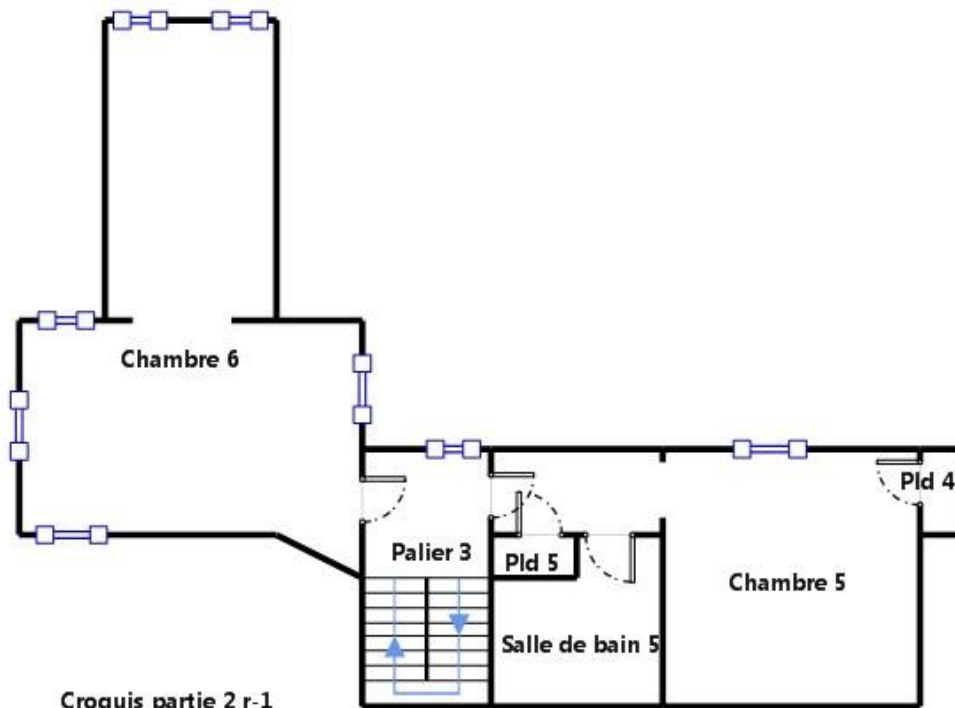 Chambre 6
Pld 4
Palier 3
Pld 5
Chambre 5
Salle de bain 5
Croquis partie 2 r-1